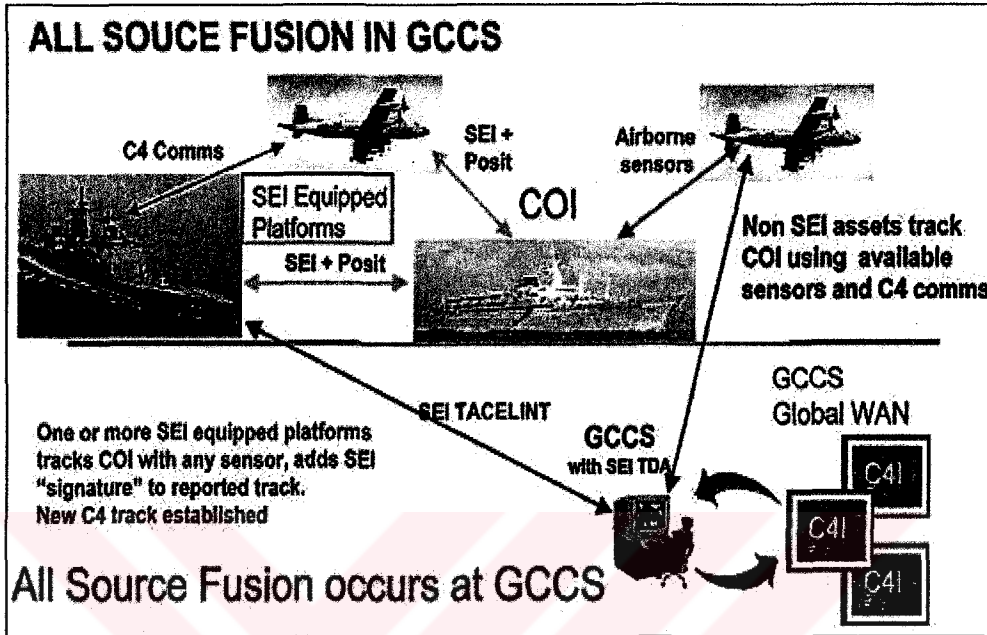 ALL SOUCE FUSION IN GCCS
C4 Comms
SEI +
Posit
Airborne
sensors
SEI Equipped
Platforms
COI
SEI + Posit
Non SEI assets track
COI using available
sensors and C4 comms
SEI TACELINT
GCCS
Global WAN
One or more SEI equipped platforms
tracks COI with any sensor, adds SEI
"signature" to reported track.
New C4 track established
GCCS
with SEI TDA
C4I
C4I
C4I
All Source Fusion occurs at GCCS